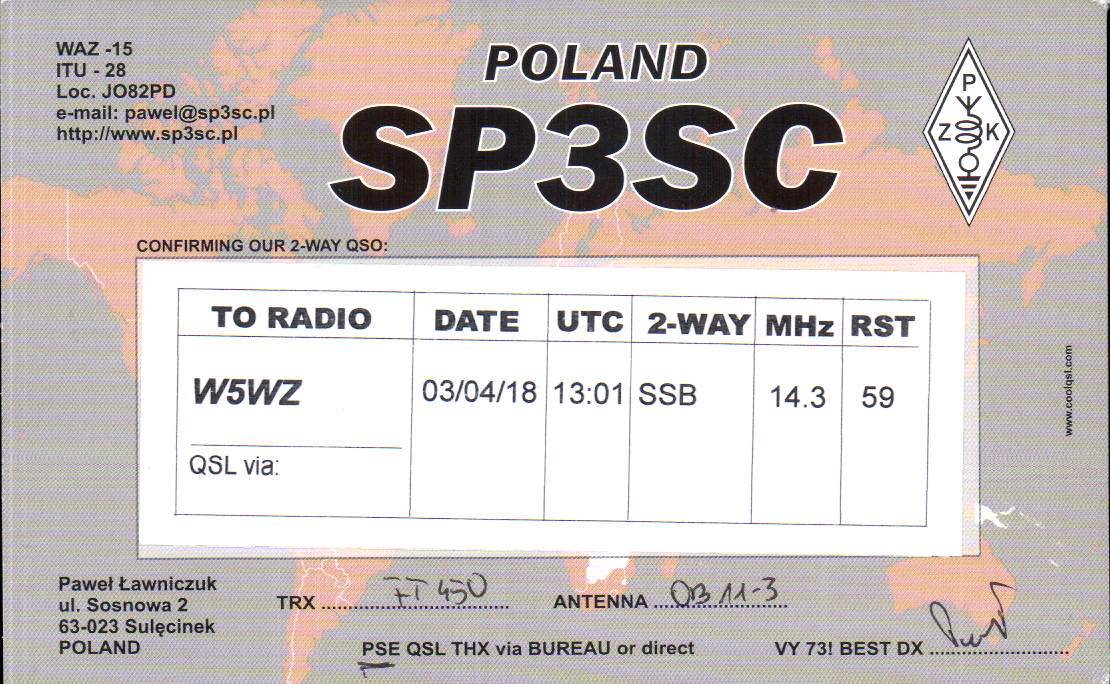 WAZ -15
ITU - 28
Loc. JO82PD
e-mail: pawel@sp3sc.pl
http://www.sp3sc.pl
POLAND
SP3SC
P
Z K
CONFIRMING OUR 2-WAY QSO:
TO RADIO DATE UTC 2-WAY MHz RST
W5WZ 03/04/18 13:01 SSB 14.3 59
QSL via:
www.coolqsl.com
Paweł Ławniczuk
ul. Sosnowa 2
63-023 Sulęcinek
POLAND
TRX FT 450 ANTENNA OB 11-3
PSE QSL THX via BUREAU or direct VY 73! BEST DX